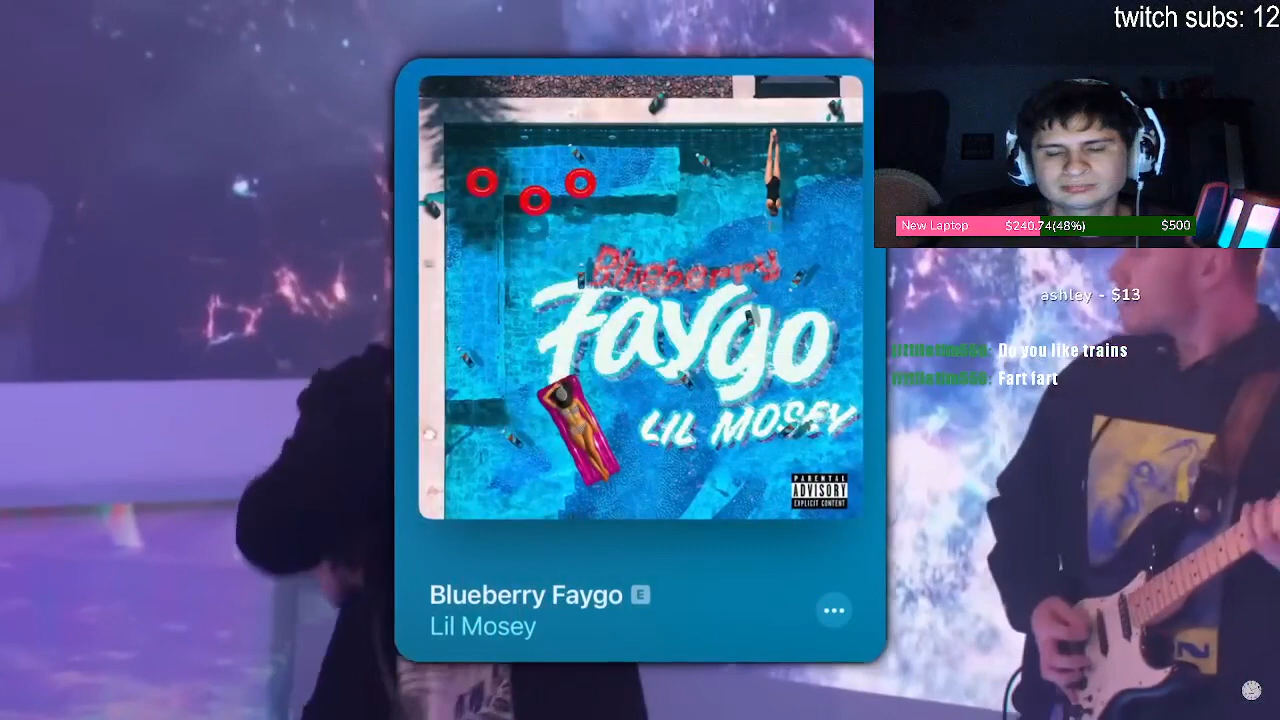 twitch subs: 12
New Laptop $240.74(48%) $500
ashley - $13
Do you like trains
Fart fart
Blueberry
Faygo
LIL MOSEY
PARENTAL
ADVISORY
EXPLICIT CONTENT
Blueberry Faygo E
Lil Mosey